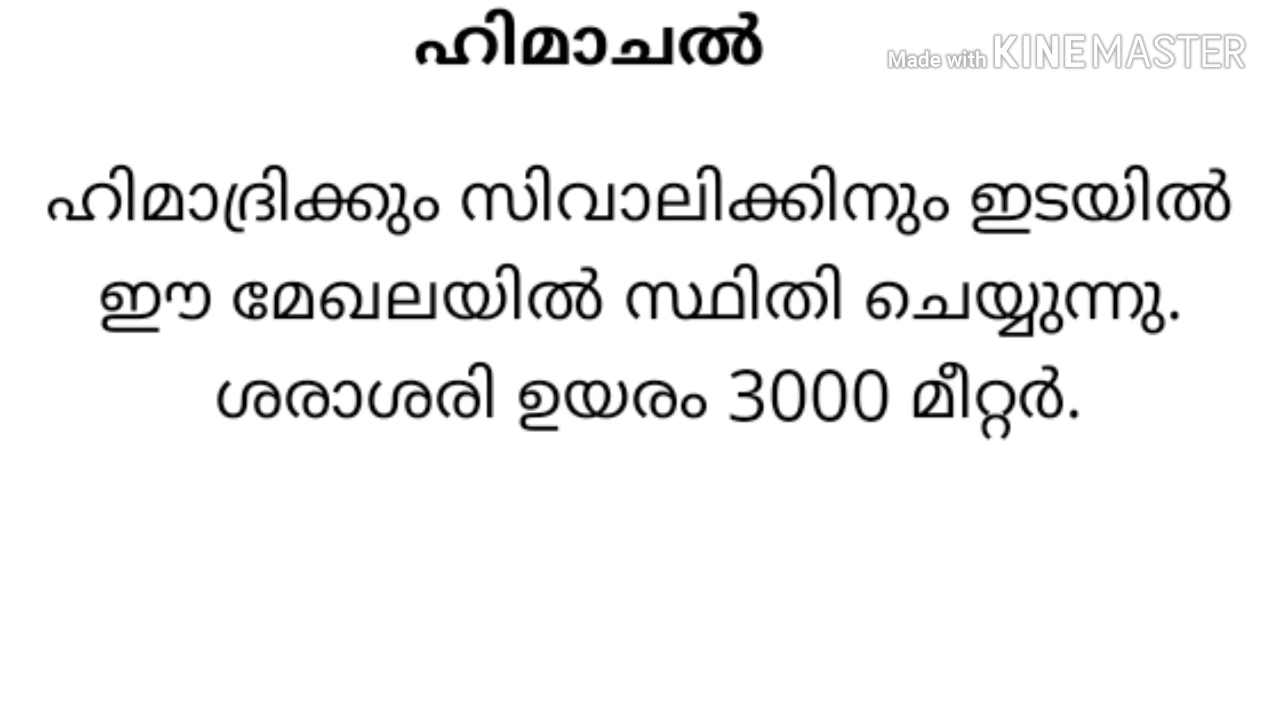 ഹിമാചൽ
Made with KINEMASTER
ഹിമാദ്രിക്കും സിവാലിക്കിനും ഇടയിൽ
ഈ മേഖലയിൽ സ്ഥിതി ചെയ്യുന്നു.
ശരാശരി ഉയരം 3000 മീറ്റർ.